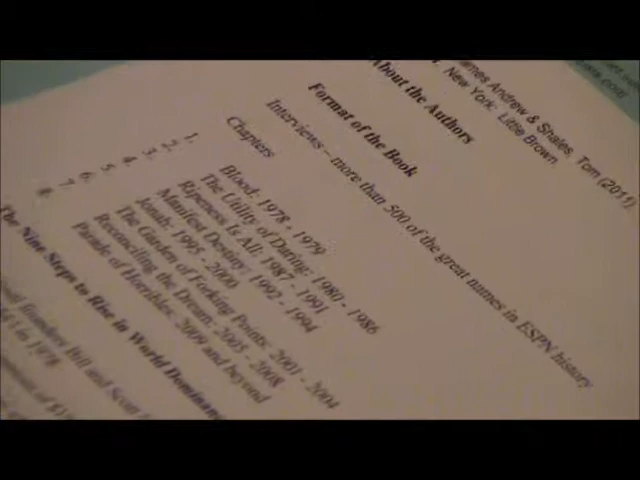 James Andrew & Shales, Tom (2011).
New York: Little Brown.
About the Authors
Format of the Book
Interviews – more than 500 of the great names in ESPN history
Chapters
1. Blood: 1978 - 1979
2. The Utility of Daring: 1980 - 1986
3. Ripeness Is All: 1987 - 1991
4. Manifest Destiny: 1992 - 1994
5. Jonah: 1995 - 2000
6. The Garden of Forking Points: 2001 - 2004
7. Reconciling the Dream: 2005 - 2008
8. Parade of Horribles: 2009 and beyond
The Nine Steps to Rise in World
founders Bill and Scott
in 1978